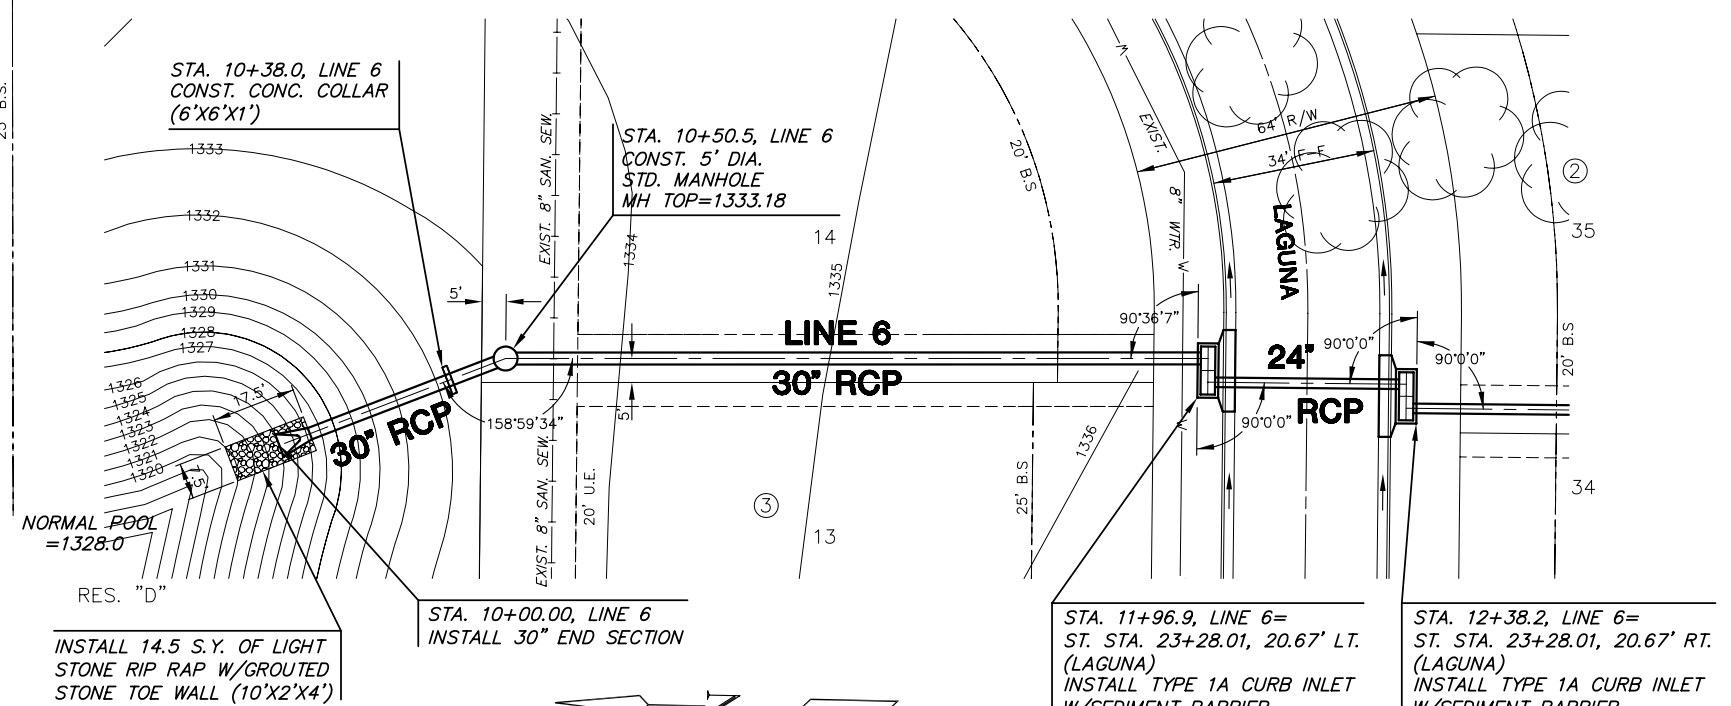 25' B.S.
STA. 10+38.0, LINE 6
CONST. CONC. COLLAR
(6'X6'X1')
STA. 10+50.5, LINE 6
CONST. 5' DIA.
STD. MANHOLE
MH TOP=1333.18
1333
1332
1331
1330
1329
1328
1327
1326
1325
1324
1323
1322
1321
1320
17.5'
7.5'
NORMAL POOL
=1328.0
RES. "D"
INSTALL 14.5 S.Y. OF LIGHT
STONE RIP RAP W/GROUTED
STONE TOE WALL (10'X2'X4')
STA. 10+00.00, LINE 6
INSTALL 30" END SECTION
30" RCP
158°59'34"
5'
EXIST. 8" SAN. SEW.
EXIST. 8" SAN. SEW.
20' U.E.
1334
14
1335
LINE 6
30" RCP
5'
3
13
20' B.S
25' B.S
1336
M
EXIST.
8" WTR.
W
W
64' R/W
34' F-F
LAGUNA
90°36'7"
24"
RCP
90°0'0"
90°0'0"
90°0'0"
2
35
20' B.S
34
STA. 11+96.9, LINE 6=
ST. STA. 23+28.01, 20.67' LT.
(LAGUNA)
INSTALL TYPE 1A CURB INLET
W/SEDIMENT BARRIER
STA. 12+38.2, LINE 6=
ST. STA. 23+28.01, 20.67' RT.
(LAGUNA)
INSTALL TYPE 1A CURB INLET
W/SEDIMENT BARRIER